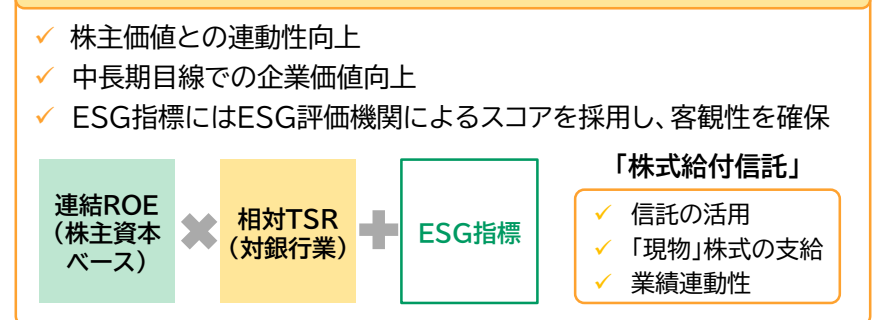 ✓ 株主価値との連動性向上
✓ 中長期目線での企業価値向上
✓ ESG指標にはESG評価機関によるスコアを採用し、客観性を確保
連結ROE
（株主資本
ベース）
×
相対TSR
（対銀行業）
+
ESG指標
「株式給付信託」
✓ 信託の活用
✓ 「現物」株式の支給
✓ 業績連動性